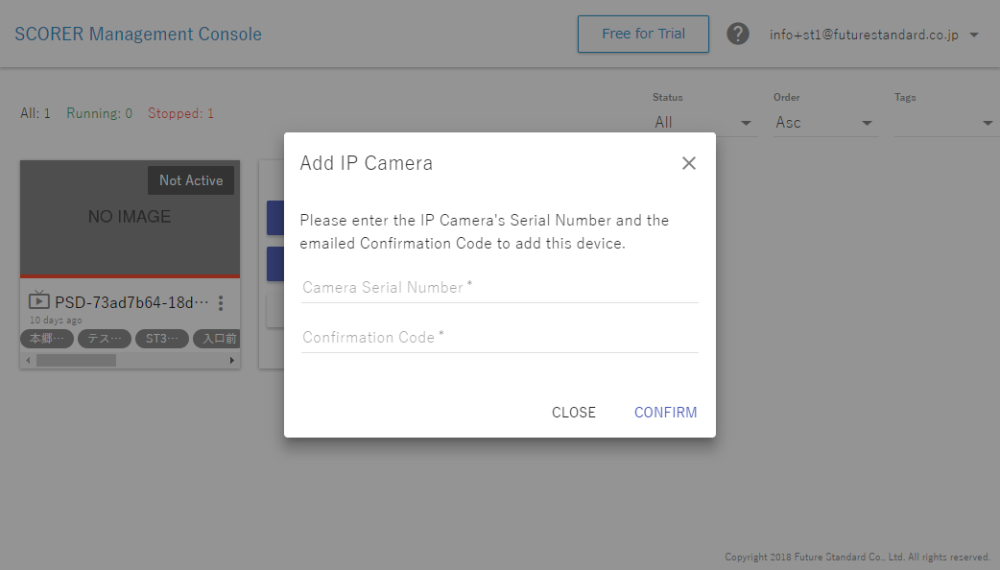 SCORER Management Console
Free for Trial
?
info+st1@futurestandard.co.jp
All: 1 Running: 0 Stopped: 1
Status Order Tags
All Asc
Not Active
NO IMAGE
PSD-73ad7b64-18d…
10 days ago
本郷… テス… ST3… 入口前
Add IP Camera
Please enter the IP Camera's Serial Number and the
emailed Confirmation Code to add this device.
Camera Serial Number *
Confirmation Code *
CLOSE CONFIRM
Copyright 2018 Future Standard Co., Ltd. All rights reserved.